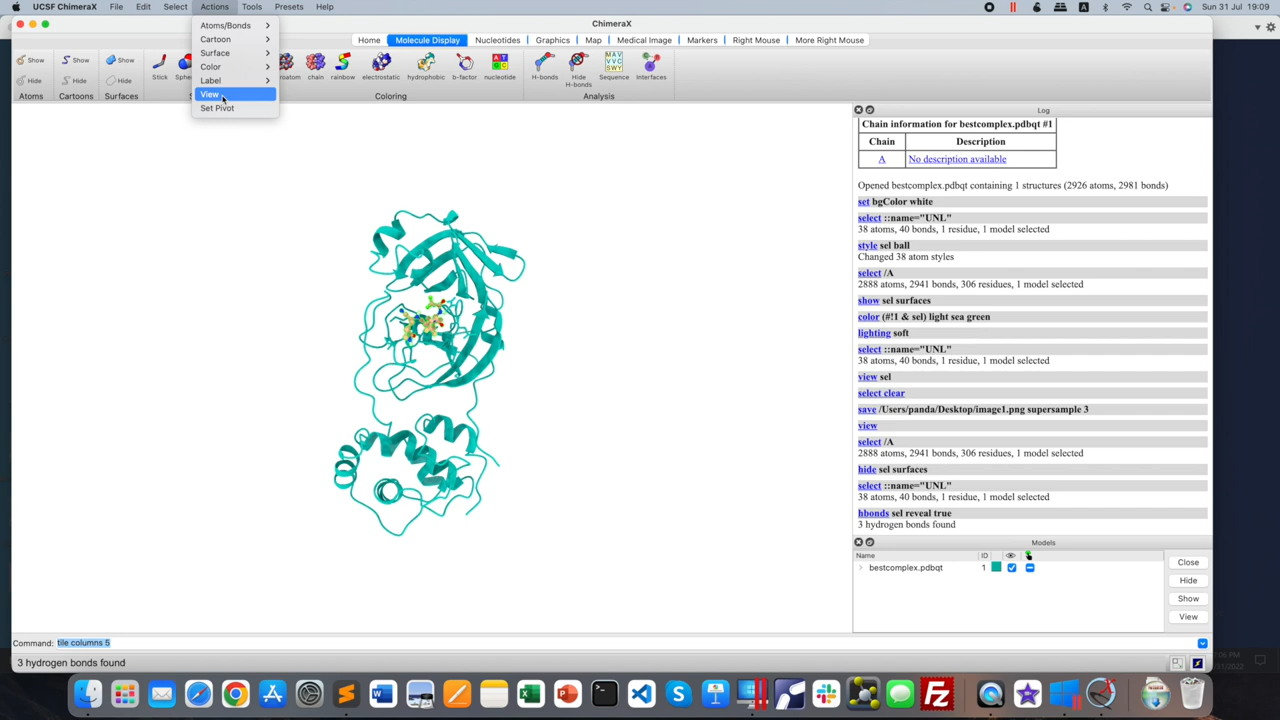 UCSF ChimeraX File Edit Select Actions Tools Presets Help Sun 31 Jul 19:09
ChimeraX
Home Molecule Display Nucleotides Graphics Map Medical Image Markers Right Mouse More Right Mouse
Atoms/Bonds
Cartoon
Surface
Color
Label
View
Set Pivot
Show Show Show
Hide Hide Hide
Atoms Cartoons Surfaces
Stick
chain rainbow electrostatic hydrophobic b-factor nucleotide
Coloring
H-bonds Hide H-bonds Sequence Interfaces
Analysis
Log
Chain information for bestcomplex.pdbqt #1
Chain Description
A No description available
Opened bestcomplex.pdbqt containing 1 structures (2926 atoms, 2981 bonds)
set bgColor white
select ::name="UNL"
38 atoms, 40 bonds, 1 residue, 1 model selected
style sel ball
Changed 38 atom styles
select /A
2888 atoms, 2941 bonds, 306 residues, 1 model selected
show sel surfaces
color (#!1 & sel) light sea green
lighting soft
select ::name="UNL"
38 atoms, 40 bonds, 1 residue, 1 model selected
view sel
select clear
save /Users/panda/Desktop/image1.png supersample 3
view
select /A
2888 atoms, 2941 bonds, 306 residues, 1 model selected
hide sel surfaces
select ::name="UNL"
38 atoms, 40 bonds, 1 residue, 1 model selected
hbonds sel reveal true
3 hydrogen bonds found
Models
Name ID
bestcomplex.pdbqt 1
Close
Hide
Show
View
Command: tile columns 5
3 hydrogen bonds found